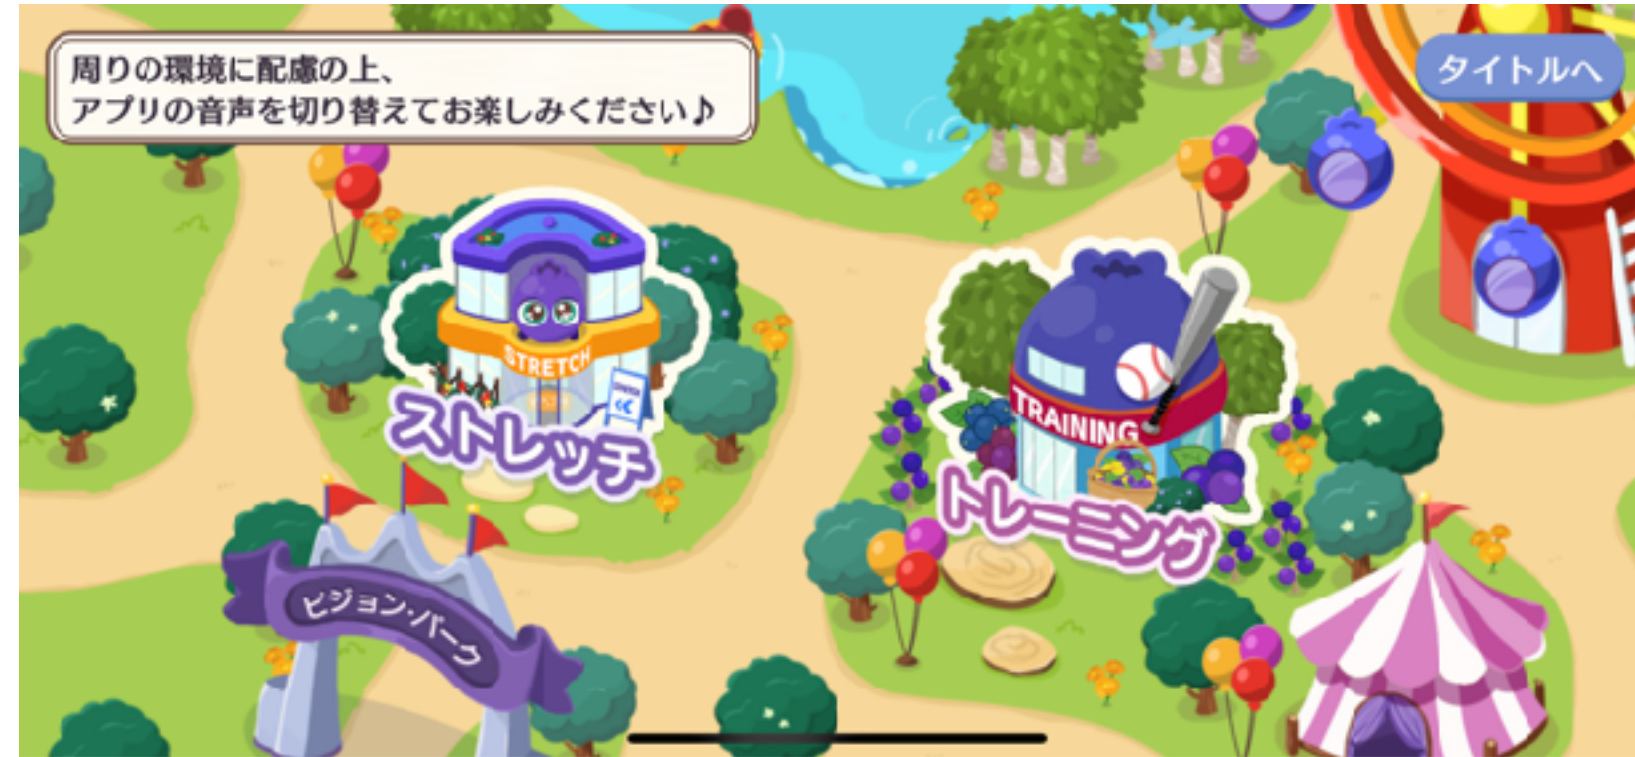 周りの環境に配慮の上、
アプリの音声を切り替えてお楽しみください♪
タイトルへ
STRETCH
ストレッチ
TRAINING
トレーニング
ビジョン・パーク